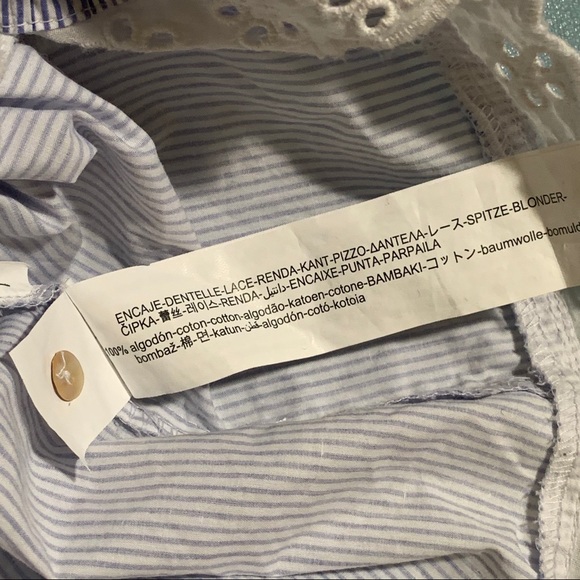 ENCAJE-DENTELLE-LACE-RENDA-KANT-PIZZO-ΔΑΝΤΕΛΑ-レース-SPITZE-BLONDER-
ČIPKA-蕾丝-레이스-RENDA-دانتيل-ENCAIXE-PUNTA-PARPAILA
100% algodón-coton-cotton-algodão-katoen-cotone-BAMBAKI-コットン-baumwolle-bomuld
bombaž-棉-면-katun-قطن-algodón-cotó-kotoia